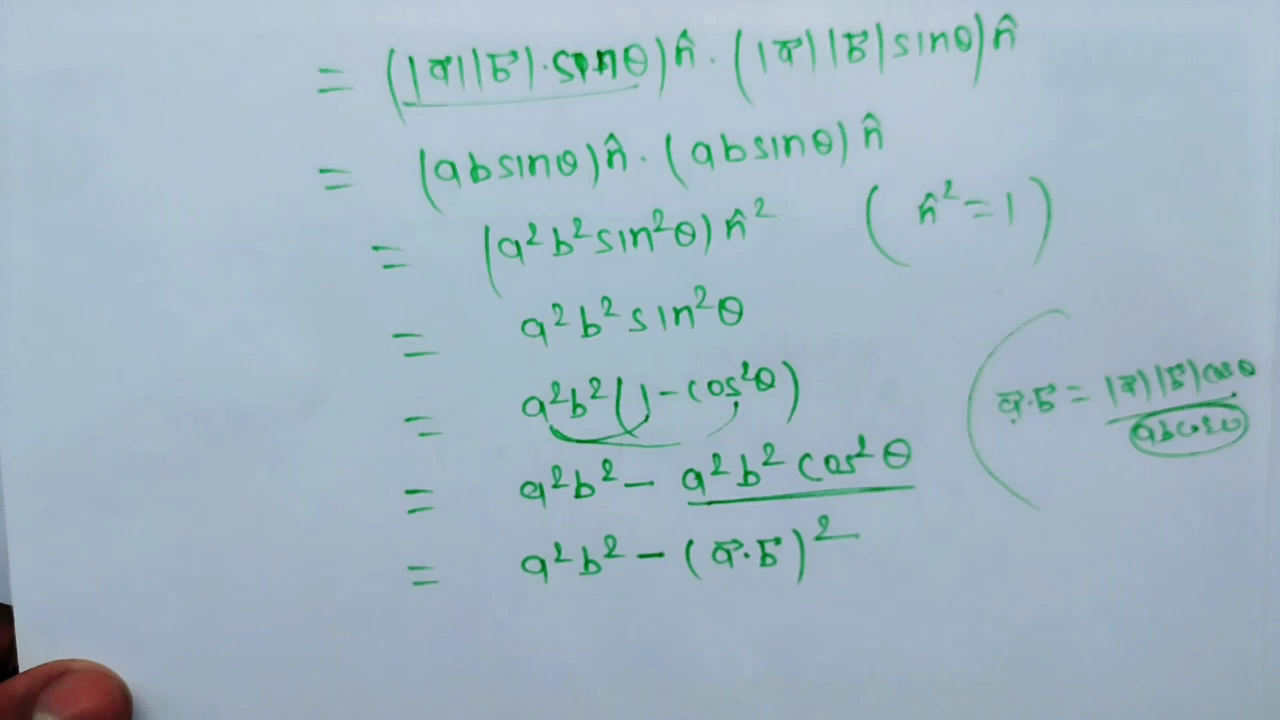 = (|a⃗||b⃗|·sinθ)n̂ · (|a⃗||b⃗|sinθ)n̂
= (absinθ)n̂ · (absinθ)n̂
= (a²b²sin²θ)n̂² ( n̂² = 1 )
= a²b²sin²θ
= a²b²(1-cos²θ)
a⃗·b⃗ = |a⃗||b⃗|cosθ
abcosθ
= a²b² - a²b²cos²θ
= a²b² - (a⃗·b⃗)²